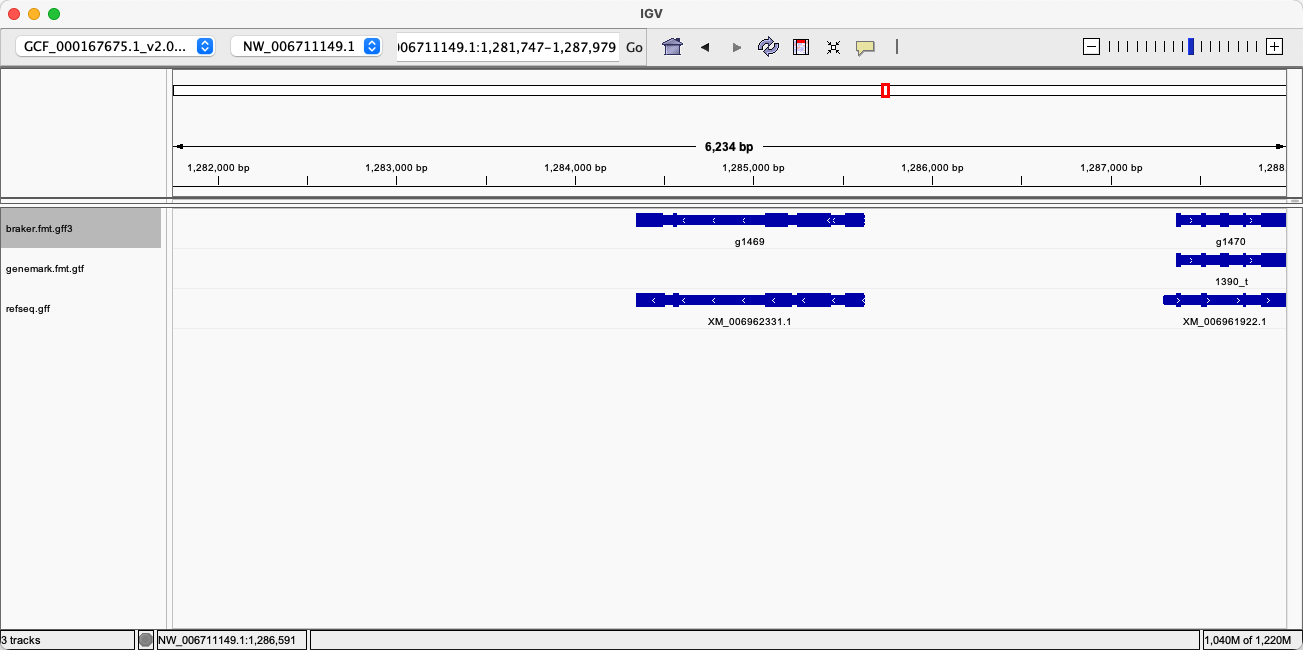 IGV
GCF_000167675.1_v2.0... NW_006711149.1 006711149.1:1,281,747-1,287,979 Go
6,234 bp
1,282,000 bp 1,283,000 bp 1,284,000 bp 1,285,000 bp 1,286,000 bp 1,287,000 bp 1,288
braker.fmt.gff3
g1469 g1470
genemark.fmt.gtf
1390_t
refseq.gff
XM_006962331.1 XM_006961922.1
3 tracks NW_006711149.1:1,286,591 1,040M of 1,220M